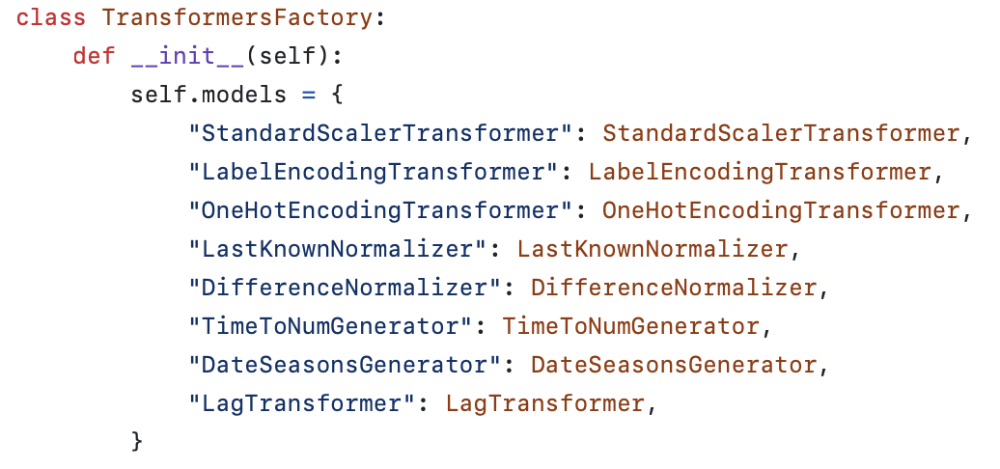 class TransformersFactory:
    def __init__(self):
        self.models = {
            "StandardScalerTransformer": StandardScalerTransformer,
            "LabelEncodingTransformer": LabelEncodingTransformer,
            "OneHotEncodingTransformer": OneHotEncodingTransformer,
            "LastKnownNormalizer": LastKnownNormalizer,
            "DifferenceNormalizer": DifferenceNormalizer,
            "TimeToNumGenerator": TimeToNumGenerator,
            "DateSeasonsGenerator": DateSeasonsGenerator,
            "LagTransformer": LagTransformer,
        }